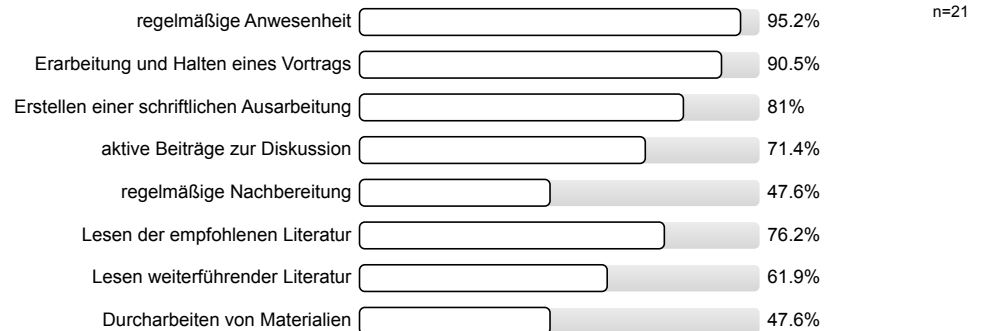 regelmäßige Anwesenheit 95.2% n=21
Erarbeitung und Halten eines Vortrags 90.5%
Erstellen einer schriftlichen Ausarbeitung 81%
aktive Beiträge zur Diskussion 71.4%
regelmäßige Nachbereitung 47.6%
Lesen der empfohlenen Literatur 76.2%
Lesen weiterführender Literatur 61.9%
Durcharbeiten von Materialien 47.6%